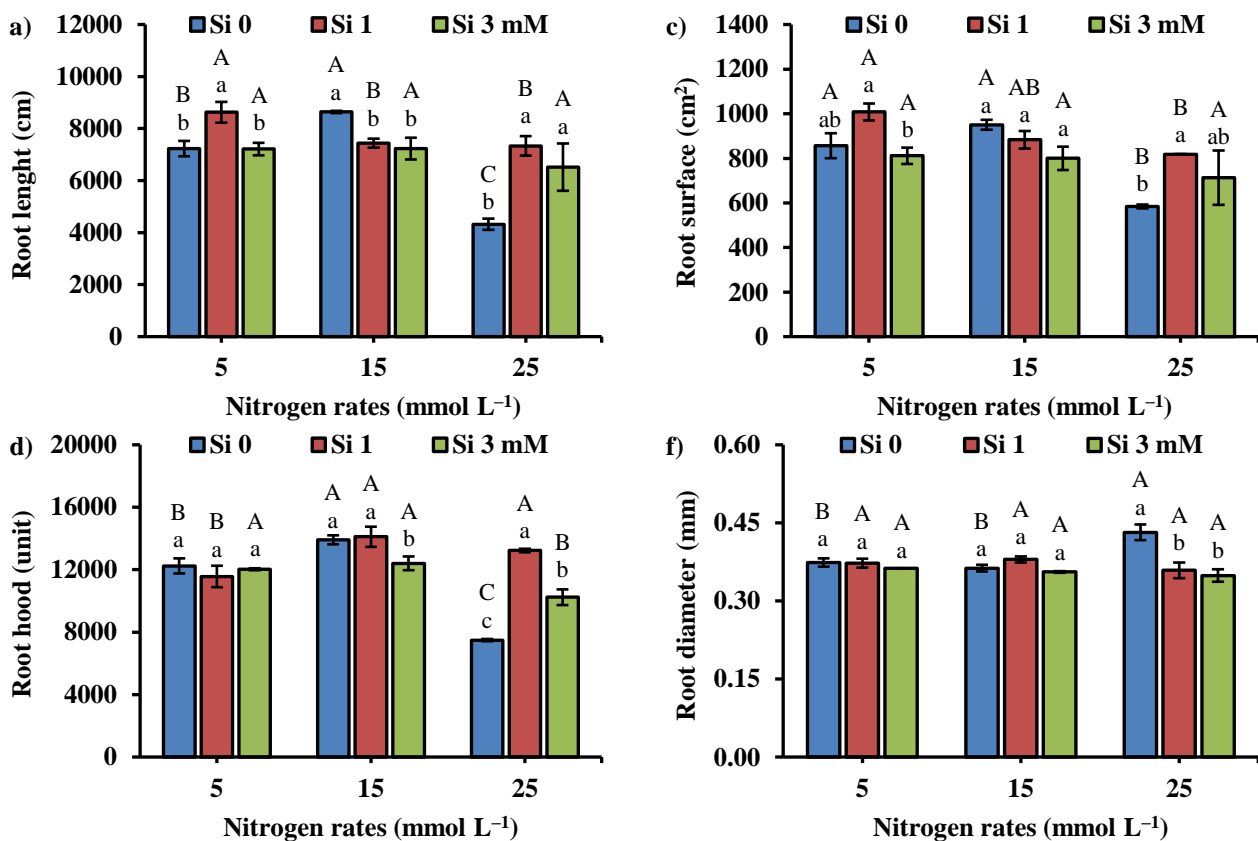 a)
Si 0 Si 1 Si 3 mM
12000
10000
8000
6000
4000
2000
0
Root lenght (cm)
B A A A B A C B A
b a b a b b b a a
5 15 25
Nitrogen rates (mmol L⁻¹)
c)
Si 0 Si 1 Si 3 mM
1400
1200
1000
800
600
400
200
0
Root surface (cm²)
A A A A AB A B B A
ab a b a a a b a ab
5 15 25
Nitrogen rates (mmol L⁻¹)
d)
Si 0 Si 1 Si 3 mM
20000
16000
12000
8000
4000
0
Root hood (unit)
B B A A A A C A B
a a a a a b c a b
5 15 25
Nitrogen rates (mmol L⁻¹)
f)
Si 0 Si 1 Si 3 mM
0.60
0.45
0.30
0.15
0.00
Root diameter (mm)
B A A B A A A A A
a a a a a a a b b
5 15 25
Nitrogen rates (mmol L⁻¹)